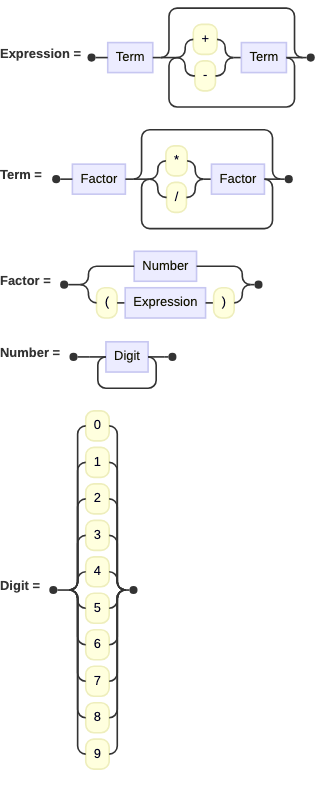 Expression = Term + - Term
Term = Factor * / Factor
Factor = Number ( Expression )
Number = Digit
Digit = 0 1 2 3 4 5 6 7 8 9